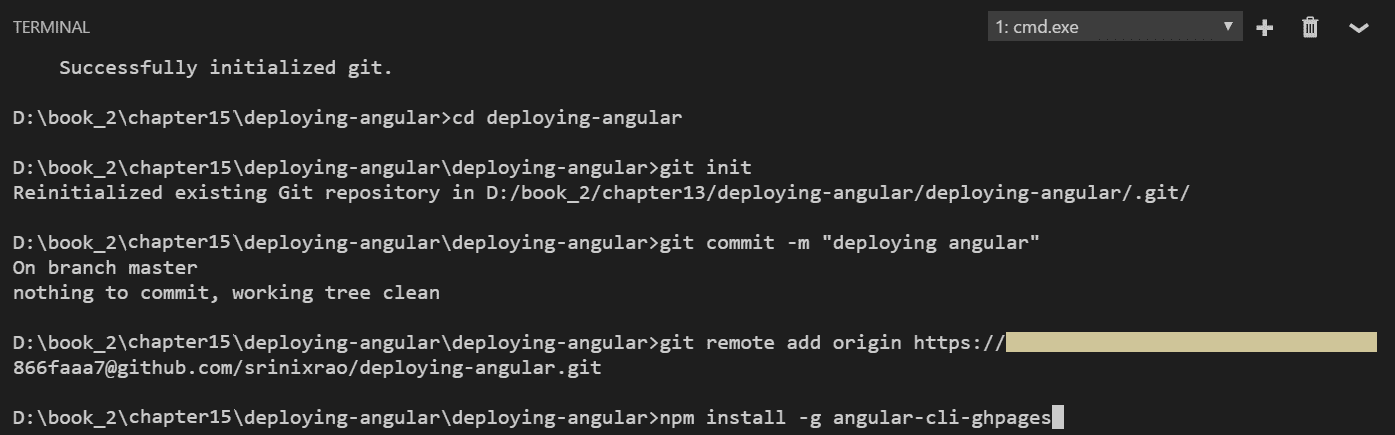 TERMINAL
1: cmd.exe
Successfully initialized git.
D:\book_2\chapter15\deploying-angular>cd deploying-angular
D:\book_2\chapter15\deploying-angular\deploying-angular>git init
Reinitialized existing Git repository in D:/book_2/chapter13/deploying-angular/deploying-angular/.git/
D:\book_2\chapter15\deploying-angular\deploying-angular>git commit -m "deploying angular"
On branch master
nothing to commit, working tree clean
D:\book_2\chapter15\deploying-angular\deploying-angular>git remote add origin https://
866faaa7@github.com/srinixrao/deploying-angular.git
D:\book_2\chapter15\deploying-angular\deploying-angular>npm install -g angular-cli-ghpages